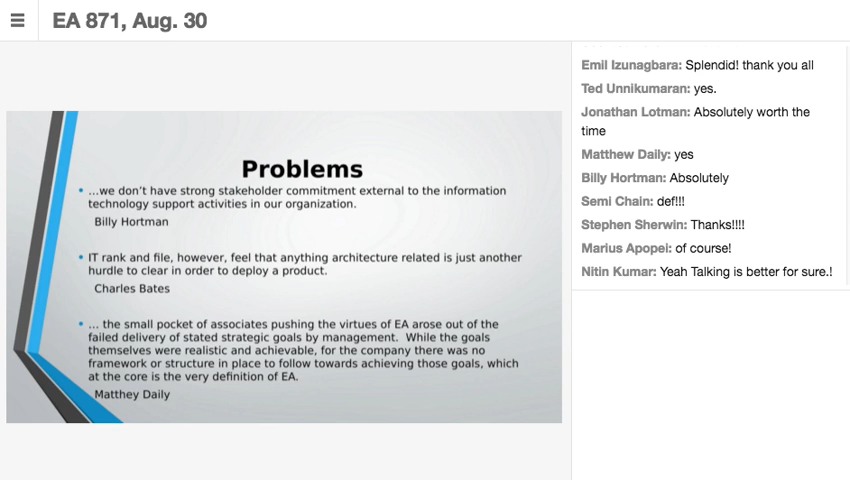 EA 871, Aug. 30
Problems
• ...we don't have strong stakeholder commitment external to the information
technology support activities in our organization.
Billy Hortman
• IT rank and file, however, feel that anything architecture related is just another
hurdle to clear in order to deploy a product.
Charles Bates
• ... the small pocket of associates pushing the virtues of EA arose out of the
failed delivery of stated strategic goals by management.  While the goals
themselves were realistic and achievable, for the company there was no
framework or structure in place to follow towards achieving those goals, which
at the core is the very definition of EA.
Matthey Daily
Emil Izunagbara: Splendid! thank you all
Ted Unnikumaran: yes.
Jonathan Lotman: Absolutely worth the
time
Matthew Daily: yes
Billy Hortman: Absolutely
Semi Chain: def!!!
Stephen Sherwin: Thanks!!!!
Marius Apopei: of course!
Nitin Kumar: Yeah Talking is better for sure.!